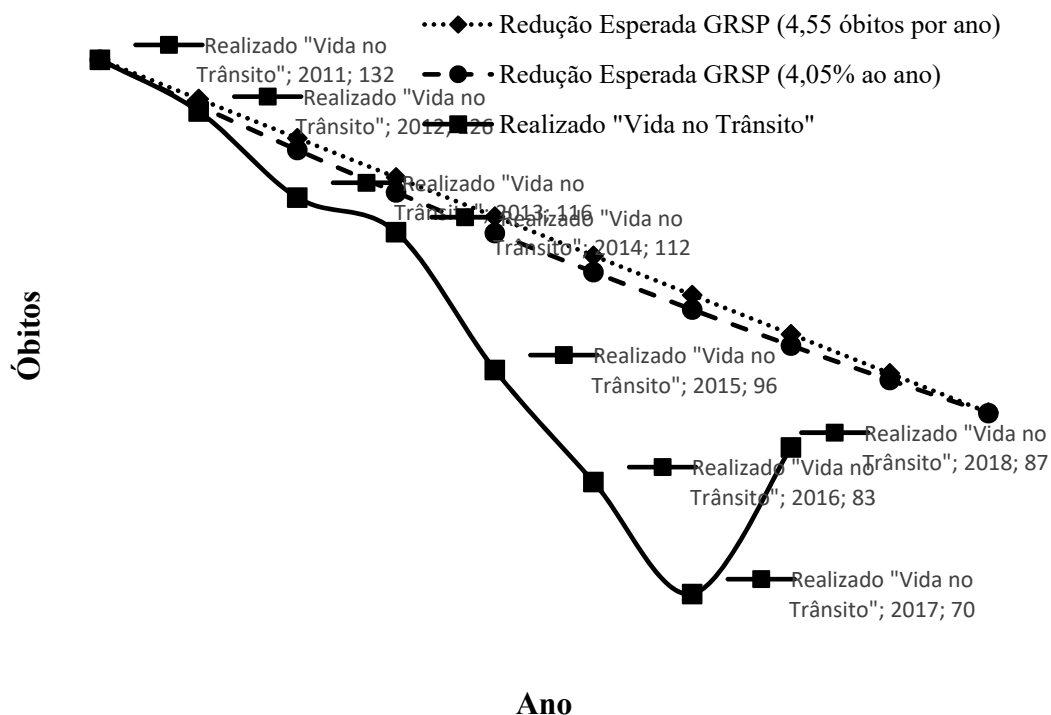 Redução Esperada GRSP (4,55 óbitos por ano)
Redução Esperada GRSP (4,05% ao ano)
Realizado "Vida no Trânsito"
Realizado "Vida no
Trânsito"; 2011; 132
Realizado "Vida no
Trânsito"; 2012; 126
Realizado "Vida no
Trânsito"; 2013; 116
Realizado "Vida no
Trânsito"; 2014; 112
Realizado "Vida no
Trânsito"; 2015; 96
Realizado "Vida no
Trânsito"; 2016; 83
Realizado "Vida no
Trânsito"; 2017; 70
Realizado "Vida no
Trânsito"; 2018; 87
Óbitos
Ano